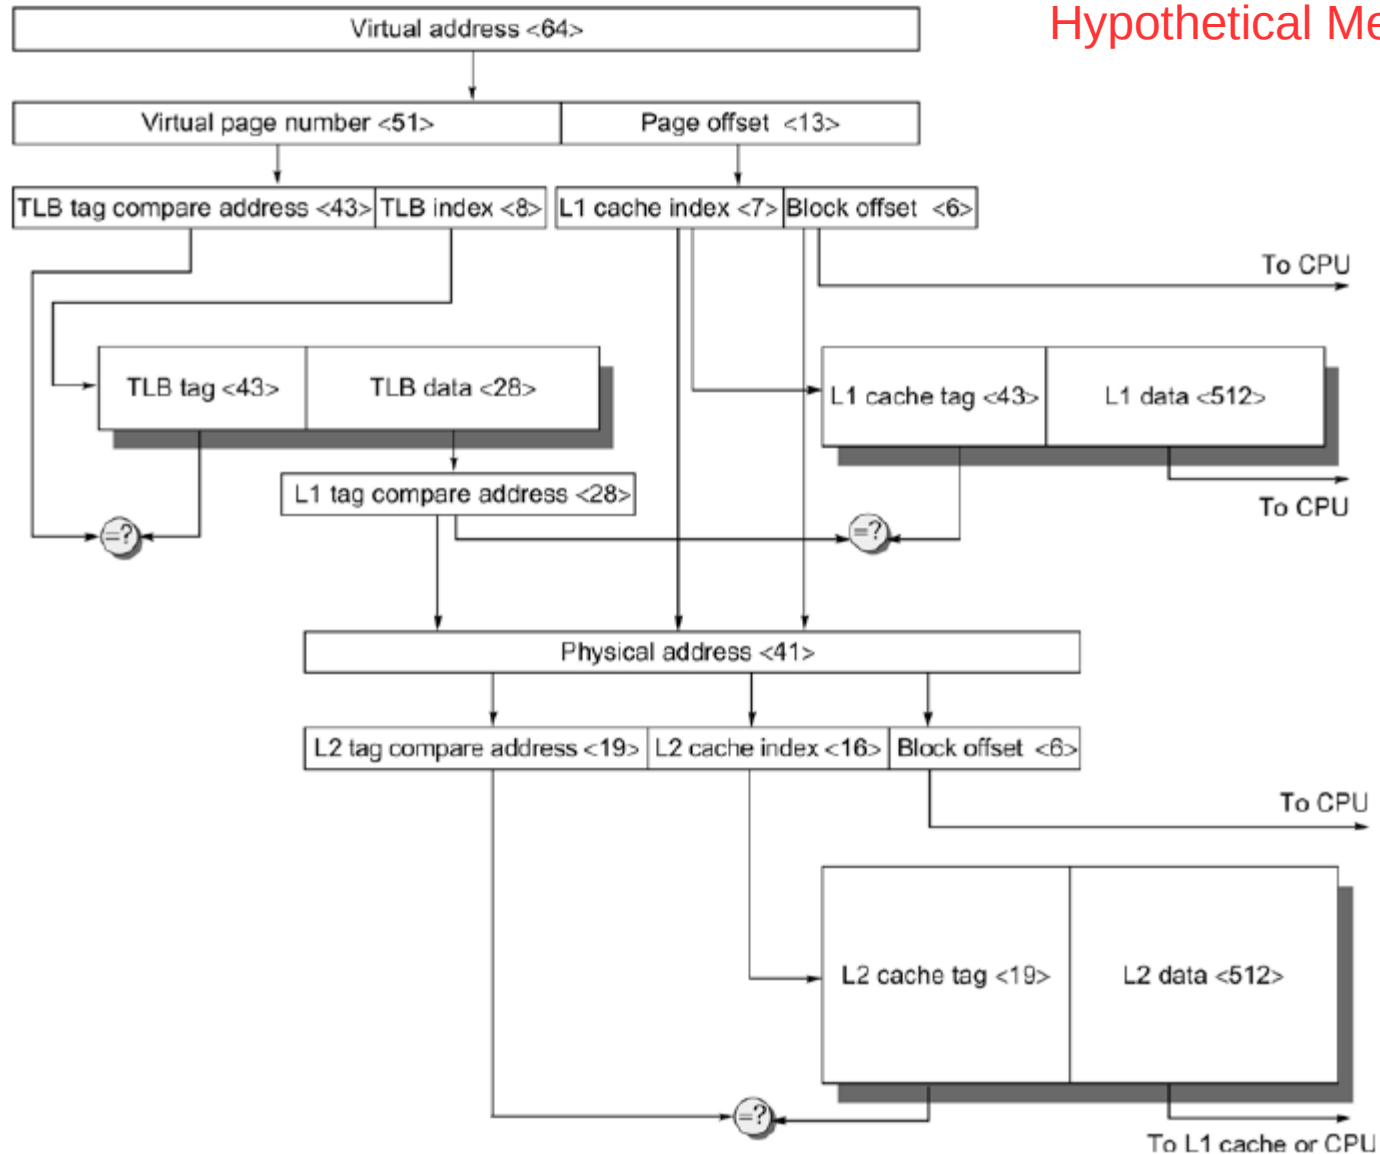 Hypothetical Me
Virtual address <64>
Virtual page number <51> Page offset <13>
TLB tag compare address <43> TLB index <8> L1 cache index <7> Block offset <6>
To CPU
TLB tag <43> TLB data <28> L1 cache tag <43> L1 data <512>
L1 tag compare address <28>
To CPU
=? =?
Physical address <41>
L2 tag compare address <19> L2 cache index <16> Block offset <6>
To CPU
L2 cache tag <19> L2 data <512>
=?
To L1 cache or CPU